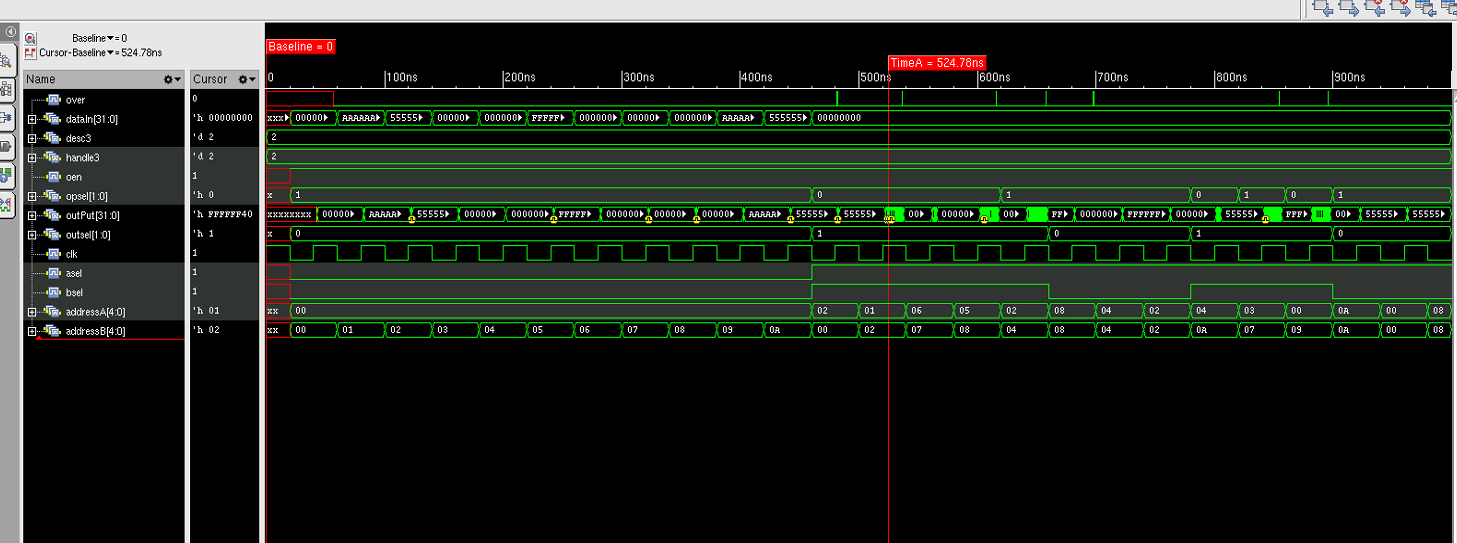 Baseline▼= 0
Cursor-Baseline▼= 524.78ns
Baseline = 0
TimeA = 524.78ns
Name Cursor 0 100ns 200ns 300ns 400ns 500ns 600ns 700ns 800ns 900ns
over 0
dataIn[31:0] 'h 00000000 xxx 00000 AAAAAA 55555 00000 000000 FFFFF 000000 00000 000000 AAAAA 555555 00000000
desc3 'd 2 2
handle3 'd 2 2
oen 1
opsel[1:0] 'h 0 x 1 0 1 0 1 0 1
outPut[31:0] 'h FFFFFF40 xxxxxxxxx 00000 AAAAA 55555 00000 000000 FFFFF 000000 00000 00000 AAAAA 55555 55555 00 00000 00 FFF 000000 FFFFFF 00000 55555 FFF 00 55555 55555
outsel[1:0] 'h 1 x 0 1 0 1 0
clk 1
asel 1
bsel 1
addressA[4:0] 'h 01 xx 00 02 01 06 05 02 08 04 02 04 03 00 0A 00 08
addressB[4:0] 'h 02 xx 00 01 02 03 04 05 06 07 08 09 0A 00 02 07 08 04 08 04 02 0A 07 09 0A 00 08